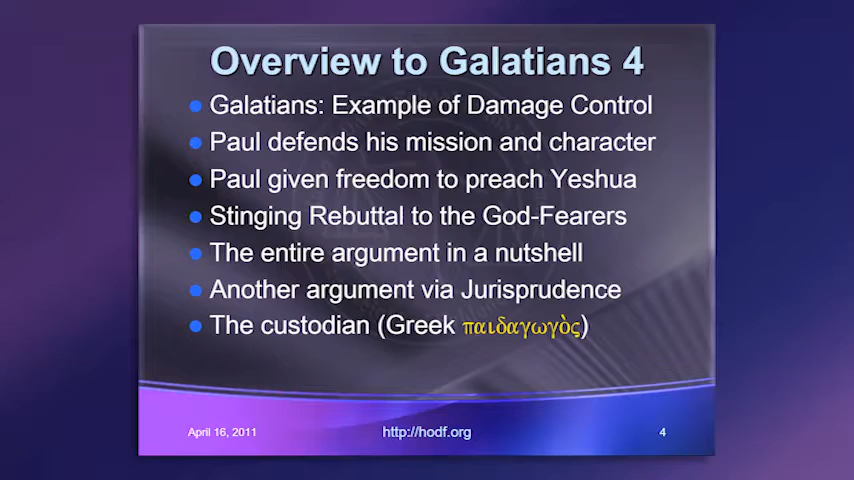 Overview to Galatians 4
Galatians: Example of Damage Control
Paul defends his mission and character
Paul given freedom to preach Yeshua
Stinging Rebuttal to the God-Fearers
The entire argument in a nutshell
Another argument via Jurisprudence
The custodian (Greek παιδαγωγὸς)
April 16, 2011
http://hodf.org
4